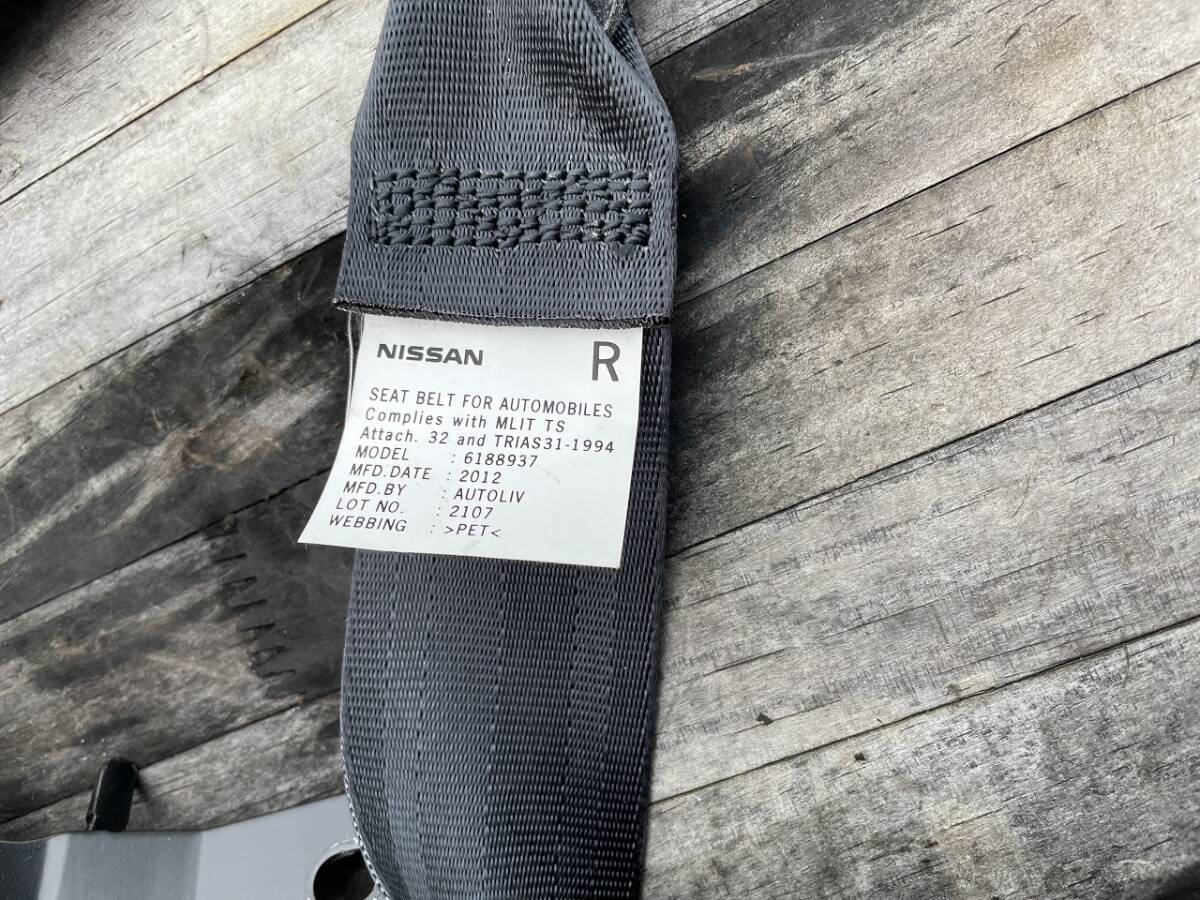 NISSAN R
SEAT BELT FOR AUTOMOBILES
Complies with MLIT TS
Attach. 32 and TRIAS31-1994
MODEL : 6188937
MFD.DATE : 2012
MFD.BY : AUTOLIV
LOT NO. : 2107
WEBBING : >PET<